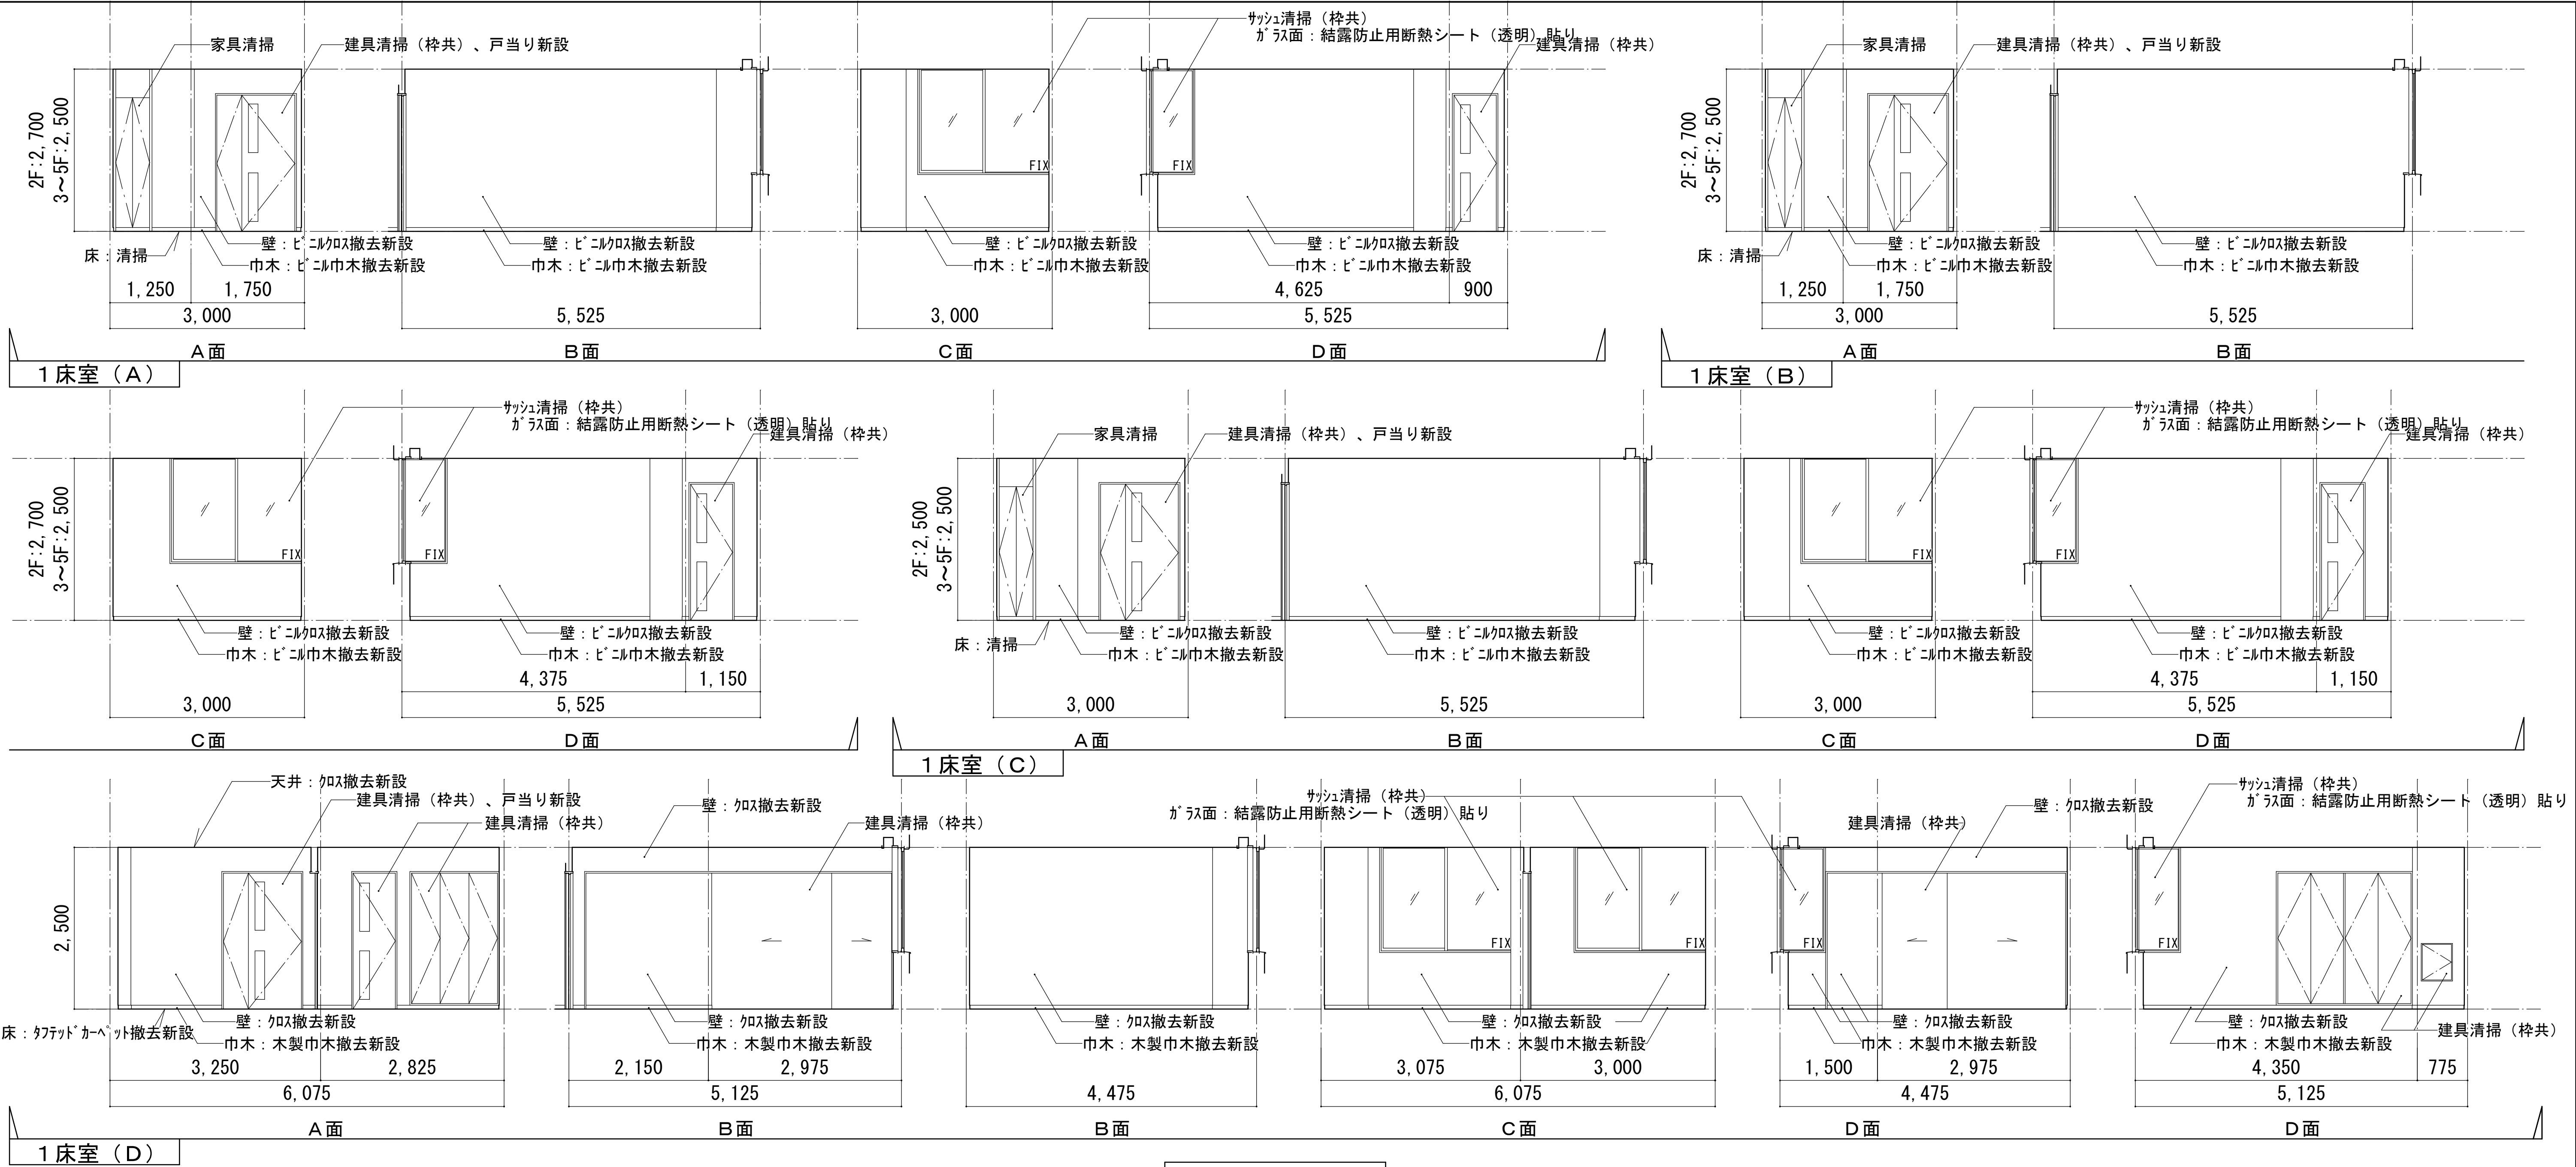 家具清掃
建具清掃（枠共）、戸当り新設
サッシュ清掃（枠共）
ガラス面：結露防止用断熱シート（透明）貼り
建具清掃（枠共）
2F:2,700
3～5F:2,500
FIX
FIX
床：清掃
壁：ビニルクロス撤去新設
巾木：ビニル巾木撤去新設
壁：ビニルクロス撤去新設
巾木：ビニル巾木撤去新設
壁：ビニルクロス撤去新設
巾木：ビニル巾木撤去新設
壁：ビニルクロス撤去新設
巾木：ビニル巾木撤去新設
1,250 1,750
3,000
5,525
3,000
4,625 900
5,525
A面 B面 C面 D面
1床室（A）
家具清掃
建具清掃（枠共）、戸当り新設
2F:2,700
3～5F:2,500
床：清掃
壁：ビニルクロス撤去新設
巾木：ビニル巾木撤去新設
壁：ビニルクロス撤去新設
巾木：ビニル巾木撤去新設
1,250 1,750
3,000
5,525
A面 B面
1床室（B）
サッシュ清掃（枠共）
ガラス面：結露防止用断熱シート（透明）貼り
建具清掃（枠共）
2F:2,700
3～5F:2,500
FIX
FIX
壁：ビニルクロス撤去新設
巾木：ビニル巾木撤去新設
壁：ビニルクロス撤去新設
巾木：ビニル巾木撤去新設
3,000
4,375 1,150
5,525
C面 D面
家具清掃
建具清掃（枠共）、戸当り新設
サッシュ清掃（枠共）
ガラス面：結露防止用断熱シート（透明）貼り
建具清掃（枠共）
2F:2,500
3～5F:2,500
FIX
FIX
床：清掃
壁：ビニルクロス撤去新設
巾木：ビニル巾木撤去新設
壁：ビニルクロス撤去新設
巾木：ビニル巾木撤去新設
壁：ビニルクロス撤去新設
巾木：ビニル巾木撤去新設
壁：ビニルクロス撤去新設
巾木：ビニル巾木撤去新設
3,000
5,525
3,000
4,375 1,150
5,525
A面 B面 C面 D面
1床室（C）
天井：クロス撤去新設
建具清掃（枠共）、戸当り新設
建具清掃（枠共）
壁：クロス撤去新設
建具清掃（枠共）
サッシュ清掃（枠共）
ガラス面：結露防止用断熱シート（透明）貼り
壁：クロス撤去新設
建具清掃（枠共）
サッシュ清掃（枠共）
ガラス面：結露防止用断熱シート（透明）貼り
2,500
FIX
FIX
FIX
FIX
床：タフテッドカーペット撤去新設
壁：クロス撤去新設
巾木：木製巾木撤去新設
壁：クロス撤去新設
巾木：木製巾木撤去新設
壁：クロス撤去新設
巾木：木製巾木撤去新設
壁：クロス撤去新設
巾木：木製巾木撤去新設
壁：クロス撤去新設
巾木：木製巾木撤去新設
壁：クロス撤去新設
巾木：木製巾木撤去新設
建具清掃（枠共）
3,250 2,825
6,075
2,150 2,975
5,125
4,475
3,075 3,000
6,075
1,500 2,975
4,475
4,350 775
5,125
A面 B面 B面 C面 D面 D面
1床室（D）